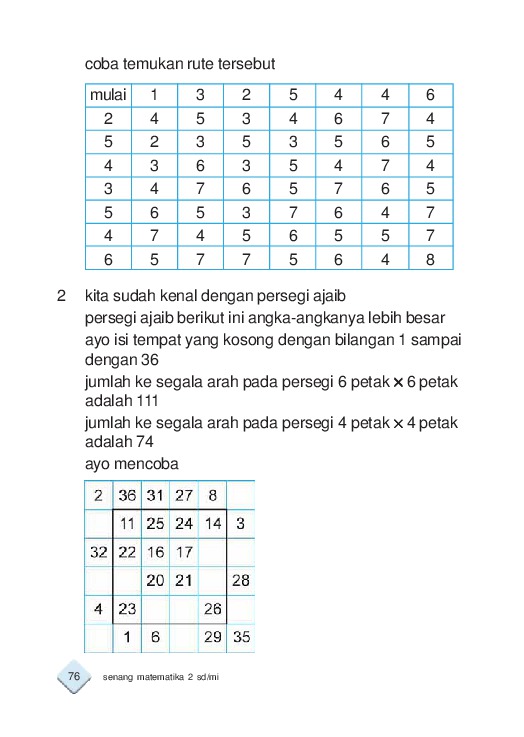 coba temukan rute tersebut
mulai 1 3 2 5 4 4 6
2 4 5 3 4 6 7 4
5 2 3 5 3 5 6 5
4 3 6 3 5 4 7 4
3 4 7 6 5 7 6 5
5 6 5 3 7 6 4 7
4 7 4 5 6 5 5 7
6 5 7 7 5 6 4 8
2 kita sudah kenal dengan persegi ajaib
persegi ajaib berikut ini angka-angkanya lebih besar
ayo isi tempat yang kosong dengan bilangan 1 sampai
dengan 36
jumlah ke segala arah pada persegi 6 petak × 6 petak
adalah 111
jumlah ke segala arah pada persegi 4 petak × 4 petak
adalah 74
ayo mencoba
2 36 31 27 8
11 25 24 14 3
32 22 16 17
20 21 28
4 23 26
1 6 29 35
76 senang matematika 2 sd/mi